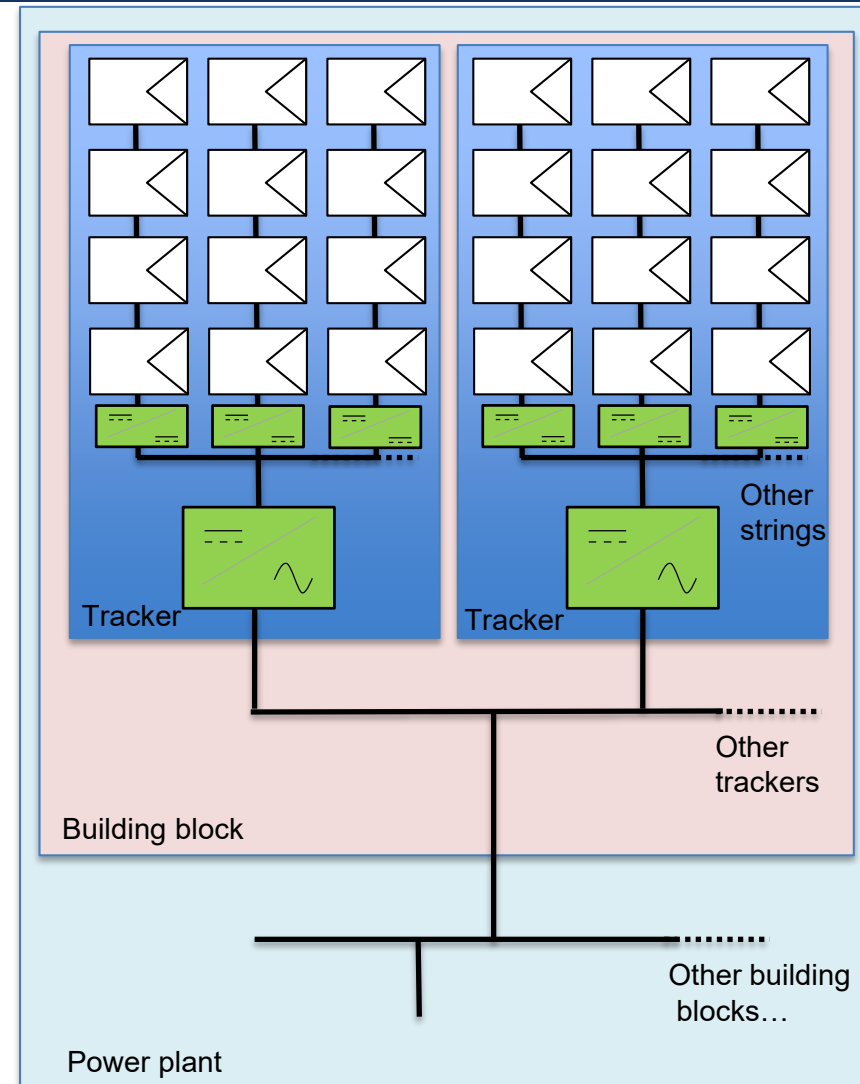 Other
strings
Tracker
Tracker
Other
trackers
Building block
Other building
blocks…
Power plant